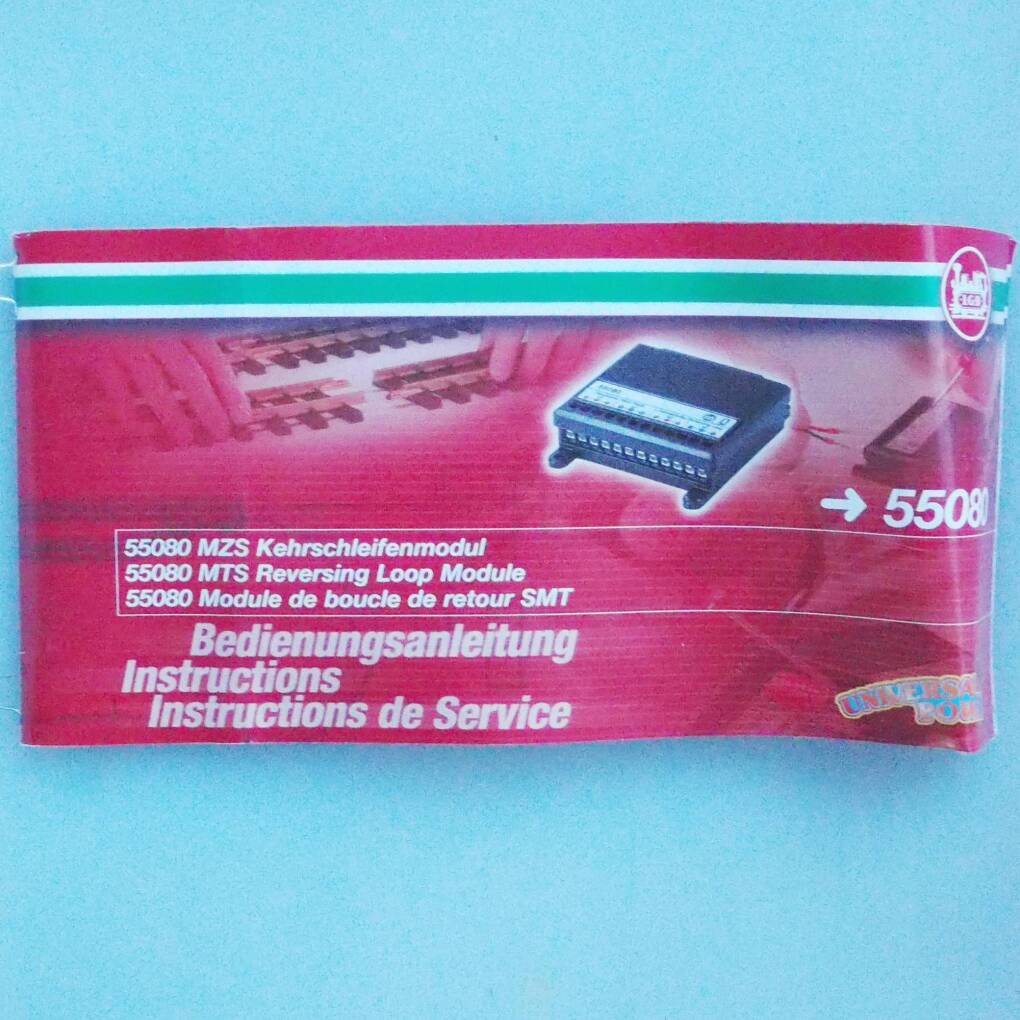 LGB
55080
→ 55080
55080 MZS Kehrschleifenmodul
55080 MTS Reversing Loop Module
55080 Module de boucle de retour SMT
Bedienungsanleitung
Instructions
Instructions de Service
UNIVERSAL